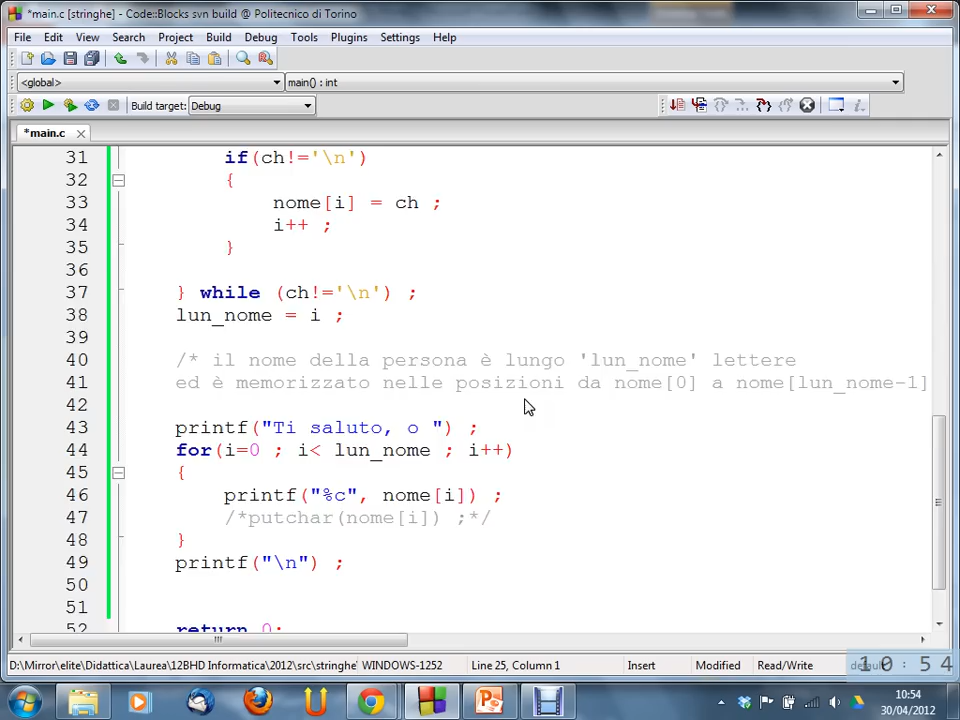 *main.c [stringhe] - Code::Blocks svn build @ Politecnico di Torino
File Edit View Search Project Build Debug Tools Plugins Settings Help
<global> main() : int
Build target: Debug
*main.c
31 if(ch!='\n')
32 {
33 nome[i] = ch ;
34 i++ ;
35 }
36
37 } while (ch!='\n') ;
38 lun_nome = i ;
39
40 /* il nome della persona è lungo 'lun_nome' lettere
41 ed è memorizzato nelle posizioni da nome[0] a nome[lun_nome-1]
42
43 printf("Ti saluto, o ") ;
44 for(i=0 ; i< lun_nome ; i++)
45 {
46 printf("%c", nome[i]) ;
47 /*putchar(nome[i]) ;*/
48 }
49 printf("\n") ;
50
51
52 return 0;
D:\Mirror\elite\Didattica\Laurea\12BHD Informatica\2012\src\stringhe WINDOWS-1252 Line 25, Column 1 Insert Modified Read/Write 10:54
10:54
30/04/2012